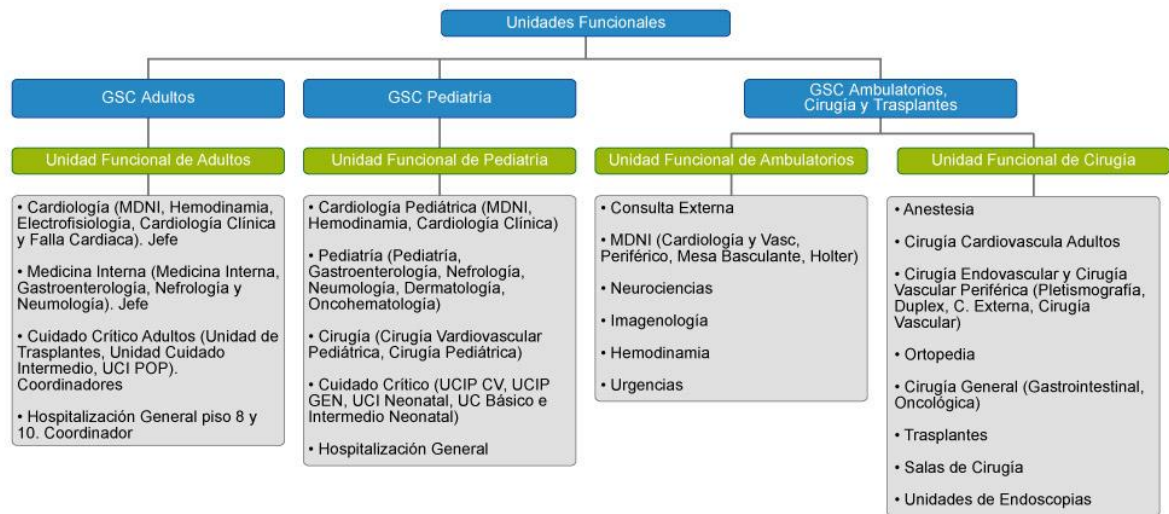 Unidades Funcionales
GSC Adultos
GSC Pediatría
GSC Ambulatorios,
Cirugía y Trasplantes
Unidad Funcional de Adultos
Unidad Funcional de Pediatría
Unidad Funcional de Ambulatorios
Unidad Funcional de Cirugía
• Cardiología (MDNI, Hemodinamia,
Electrofisiología, Cardiología Clínica
y Falla Cardiaca). Jefe
• Medicina Interna (Medicina Interna,
Gastroenterología, Nefrología y
Neumología). Jefe
• Cuidado Crítico Adultos (Unidad de
Trasplantes, Unidad Cuidado
Intermedio, UCI POP).
Coordinadores
• Hospitalización General piso 8 y
10. Coordinador
• Cardiología Pediátrica (MDNI,
Hemodinamia, Cardiología Clínica)
• Pediatría (Pediatría,
Gastroenterología, Nefrología,
Neumología, Dermatología,
Oncohematología)
• Cirugía (Cirugía Vardiovascular
Pediátrica, Cirugía Pediátrica)
• Cuidado Crítico (UCIP CV, UCIP
GEN, UCI Neonatal, UC Básico e
Intermedio Neonatal)
• Hospitalización General
• Consulta Externa
• MDNI (Cardiología y Vasc,
Periférico, Mesa Basculante, Holter)
• Neurociencias
• Imagenología
• Hemodinamia
• Urgencias
• Anestesia
• Cirugía Cardiovascula Adultos
• Cirugía Endovascular y Cirugía
Vascular Periférica (Pletismografía,
Duplex, C. Externa, Cirugía
Vascular)
• Ortopedia
• Cirugía General (Gastrointestinal,
Oncológica)
• Trasplantes
• Salas de Cirugía
• Unidades de Endoscopias